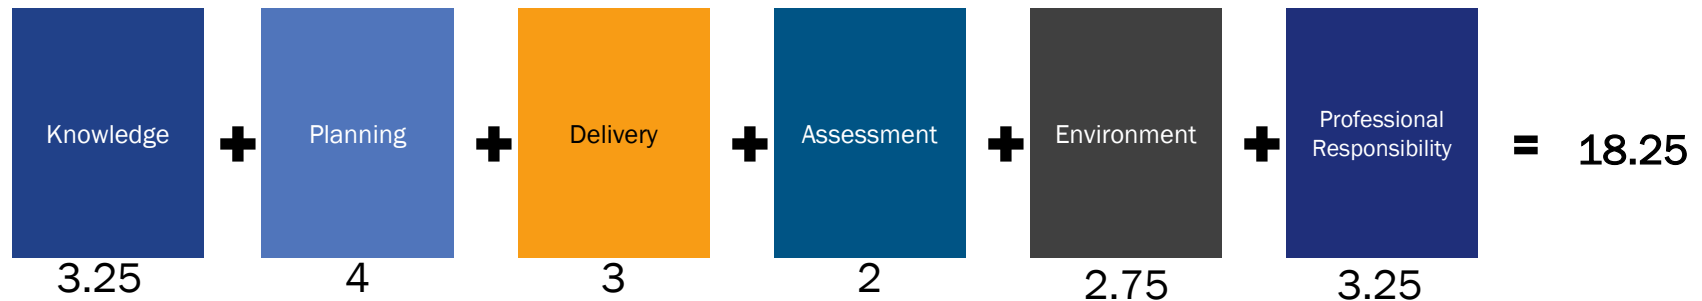 Knowledge
+
Planning
+
Delivery
+
Assessment
+
Environment
+
Professional
Responsibility
= 18.25
3.25
4
3
2
2.75
3.25